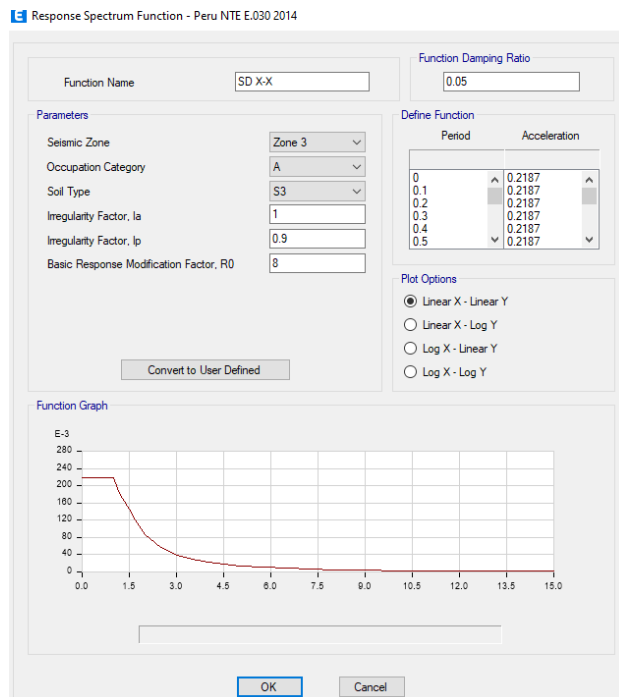 E Response Spectrum Function - Peru NTE E.030 2014
Function Name SD X-X
Function Damping Ratio
0.05
Parameters
Seismic Zone Zone 3
Occupation Category A
Soil Type S3
Irregularity Factor, Ia 1
Irregularity Factor, Ip 0.9
Basic Response Modification Factor, R0 8
Convert to User Defined
Define Function
Period Acceleration
0 0.2187
0.1 0.2187
0.2 0.2187
0.3 0.2187
0.4 0.2187
0.5 0.2187
Plot Options
Linear X - Linear Y
Linear X - Log Y
Log X - Linear Y
Log X - Log Y
Function Graph
E-3
280
240
200
160
120
80
40
0
0.0 1.5 3.0 4.5 6.0 7.5 9.0 10.5 12.0 13.5 15.0
OK Cancel